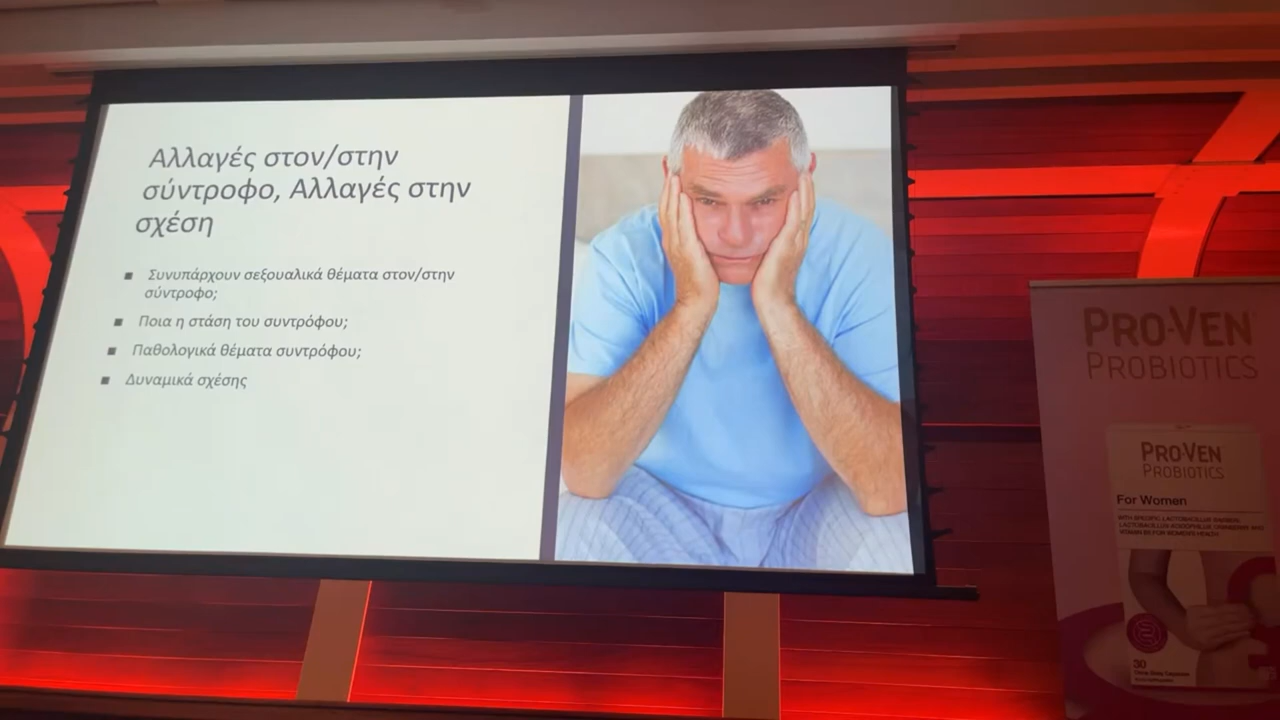 Αλλαγές στον/στην
σύντροφο, Αλλαγές στην
σχέση
Συνυπάρχουν σεξουαλικά θέματα στον/στην
σύντροφο;
Ποια η στάση του συντρόφου;
Παθολογικά θέματα συντρόφου;
Δυναμικά σχέσης
PRO-VEN
PROBIOTICS
PRO-VEN
PROBIOTICS
For Women
30